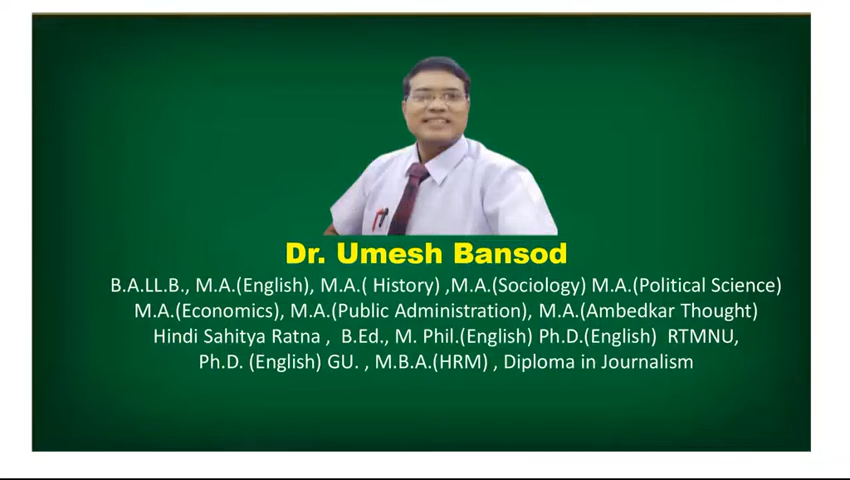 Dr. Umesh Bansod
B.A.LL.B., M.A.(English), M.A.( History) ,M.A.(Sociology) M.A.(Political Science)
M.A.(Economics), M.A.(Public Administration), M.A.(Ambedkar Thought)
Hindi Sahitya Ratna , B.Ed., M. Phil.(English) Ph.D.(English) RTMNU,
Ph.D. (English) GU. , M.B.A.(HRM) , Diploma in Journalism